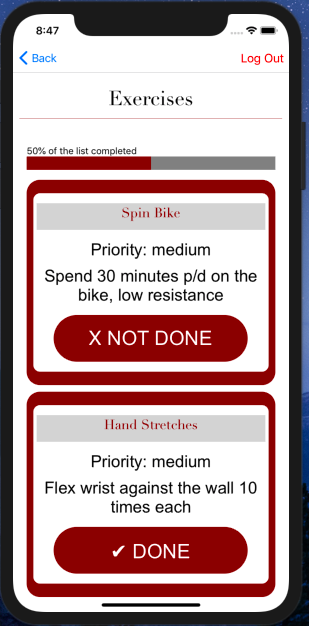 8:47
Back
Log Out
Exercises
50% of the list completed
Spin Bike
Priority: medium
Spend 30 minutes p/d on the
bike, low resistance
X NOT DONE
Hand Stretches
Priority: medium
Flex wrist against the wall 10
times each
✔ DONE